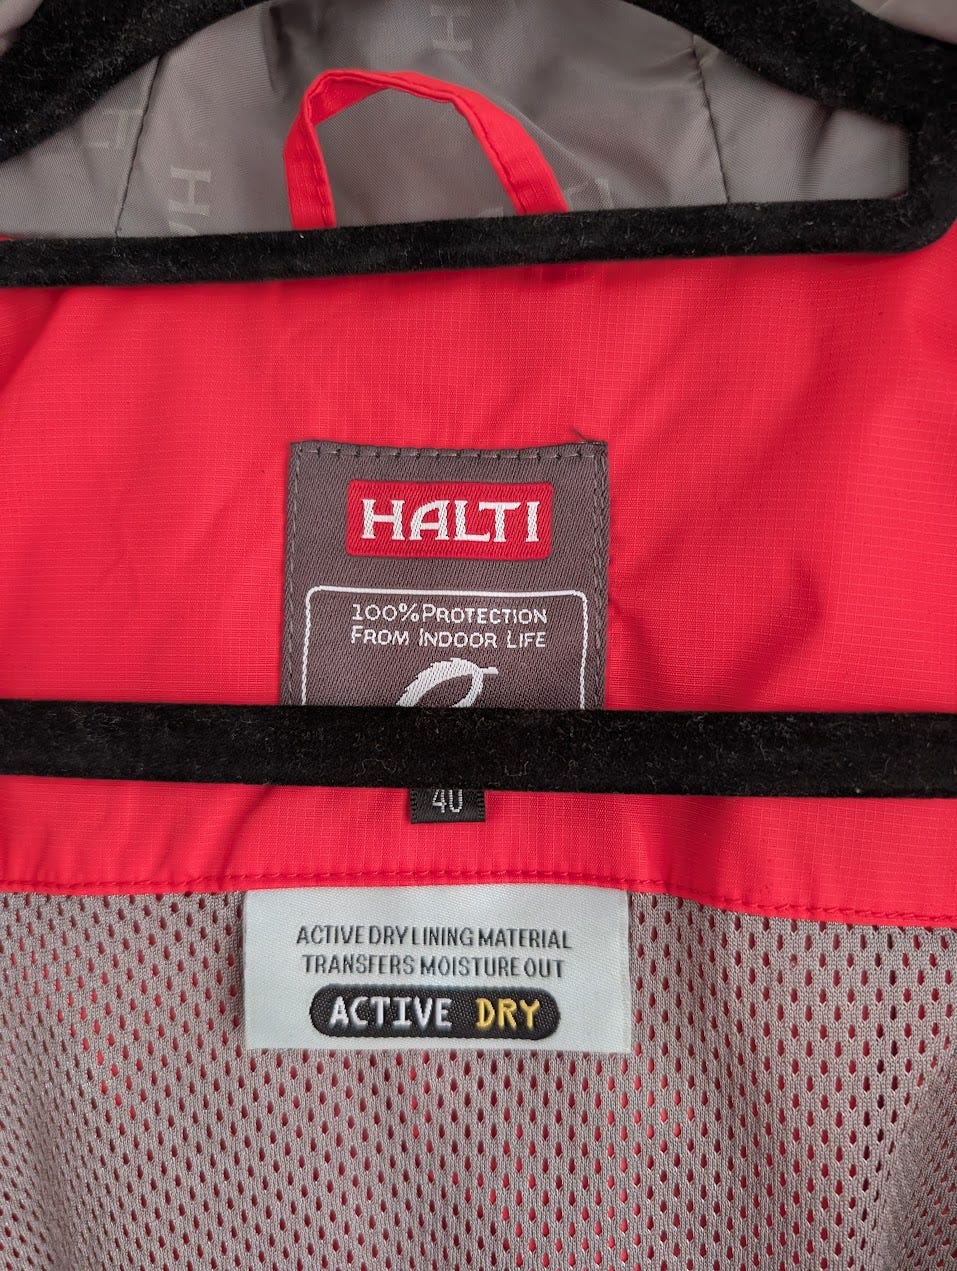 HALTI
100% PROTECTION
FROM INDOOR LIFE
40
ACTIVE DRY LINING MATERIAL
TRANSFERS MOISTURE OUT
ACTIVE DRY